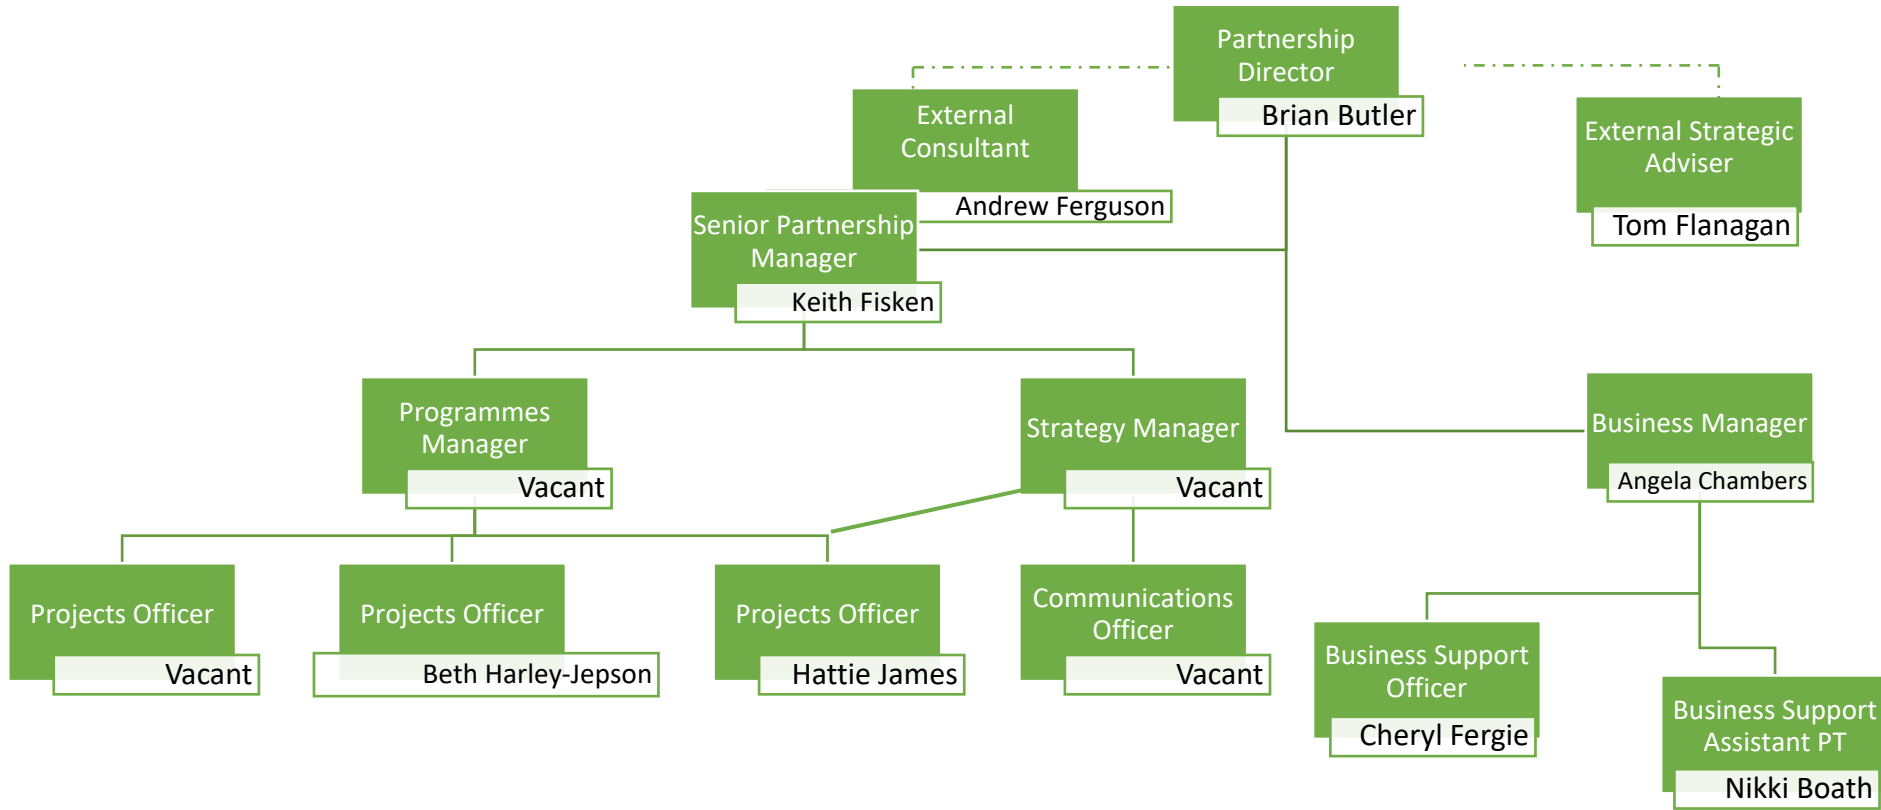 Partnership
Director
Brian Butler
External
Consultant
Andrew Ferguson
External Strategic
Adviser
Tom Flanagan
Senior Partnership
Manager
Keith Fisken
Programmes
Manager
Vacant
Strategy Manager
Vacant
Business Manager
Angela Chambers
Projects Officer
Vacant
Projects Officer
Beth Harley-Jepson
Projects Officer
Hattie James
Communications
Officer
Vacant
Business Support
Officer
Cheryl Fergie
Business Support
Assistant PT
Nikki Boath